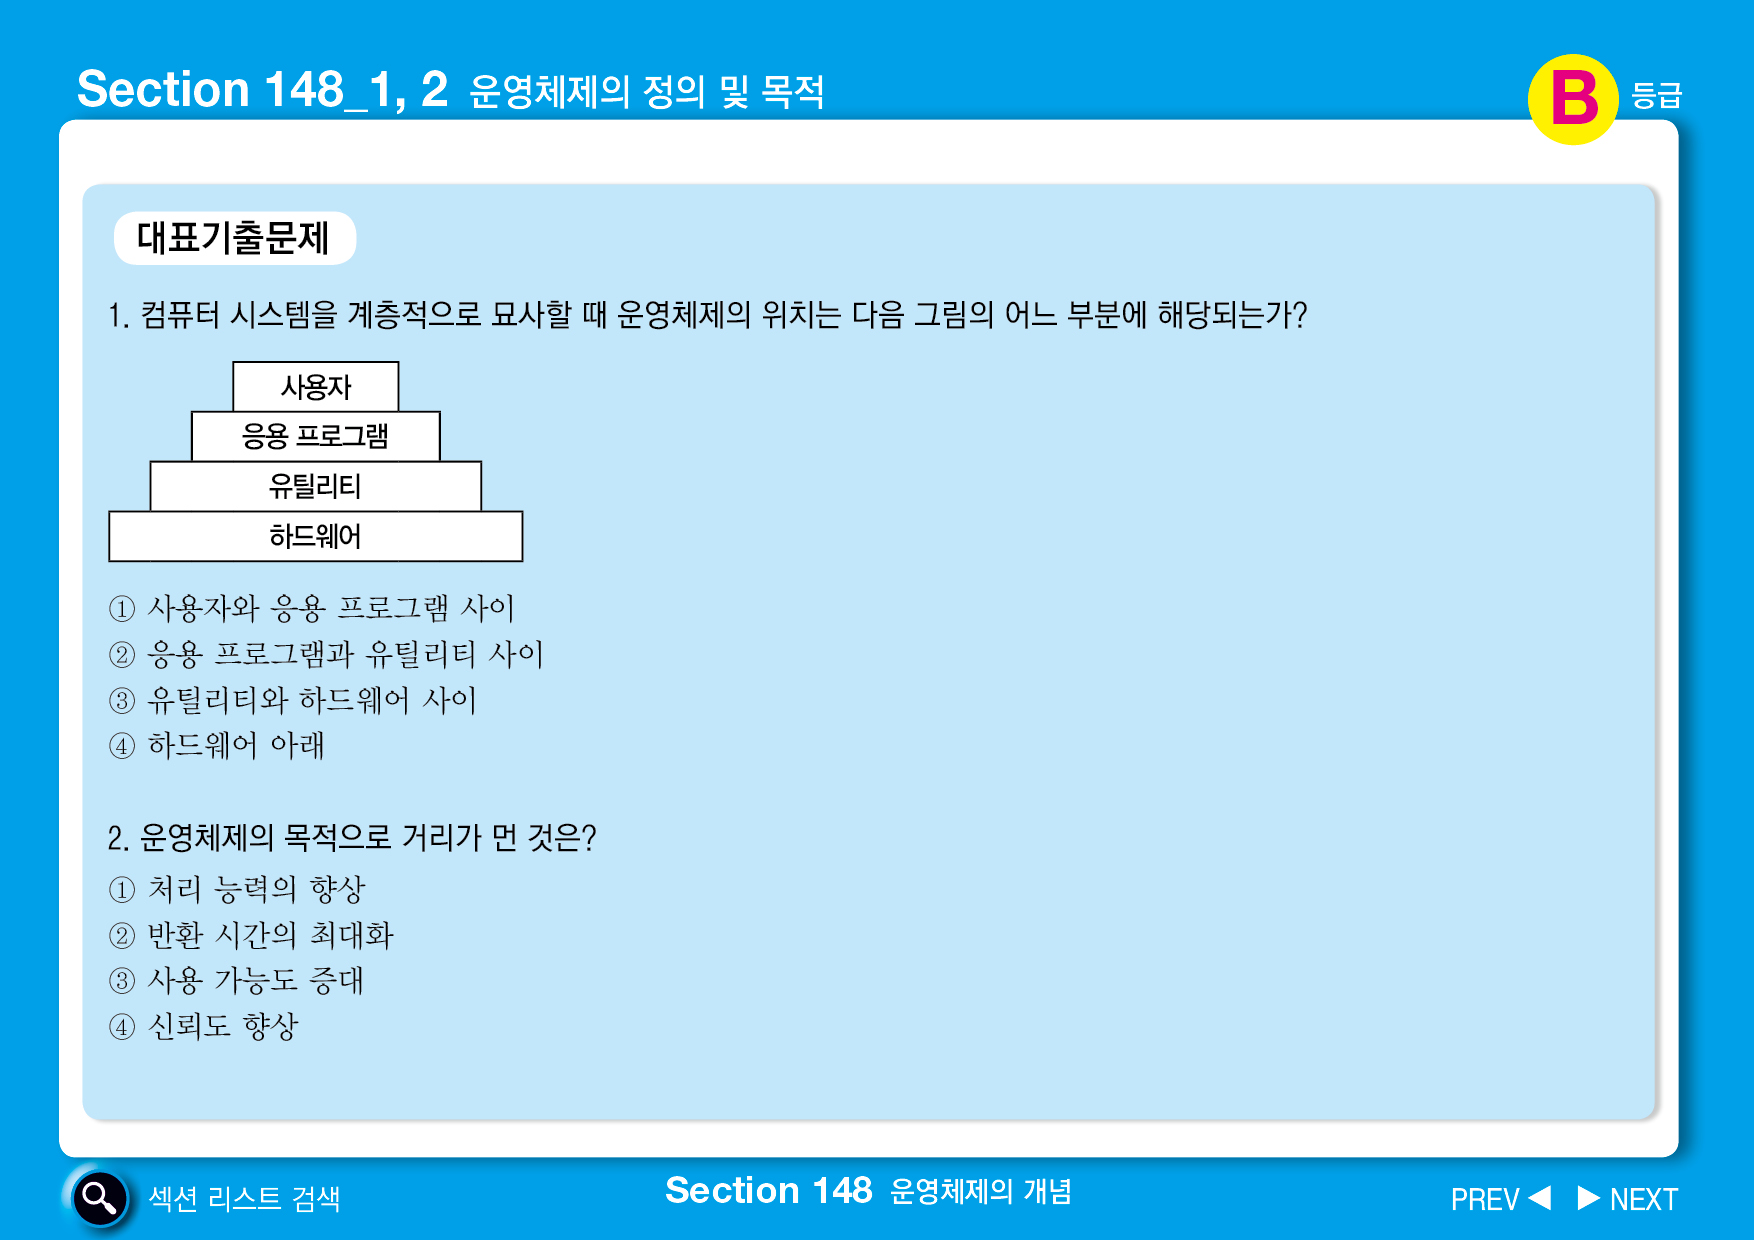 Section 148_1, 2 운영체제의 정의 및 목적
B 등급
대표기출문제
1. 컴퓨터 시스템을 계층적으로 묘사할 때 운영체제의 위치는 다음 그림의 어느 부분에 해당되는가?
사용자
응용 프로그램
유틸리티
하드웨어
① 사용자와 응용 프로그램 사이
② 응용 프로그램과 유틸리티 사이
③ 유틸리티와 하드웨어 사이
④ 하드웨어 아래
2. 운영체제의 목적으로 거리가 먼 것은?
① 처리 능력의 향상
② 반환 시간의 최대화
③ 사용 가능도 증대
④ 신뢰도 향상
섹션 리스트 검색
Section 148 운영체제의 개념
PREV ◀ ▶ NEXT